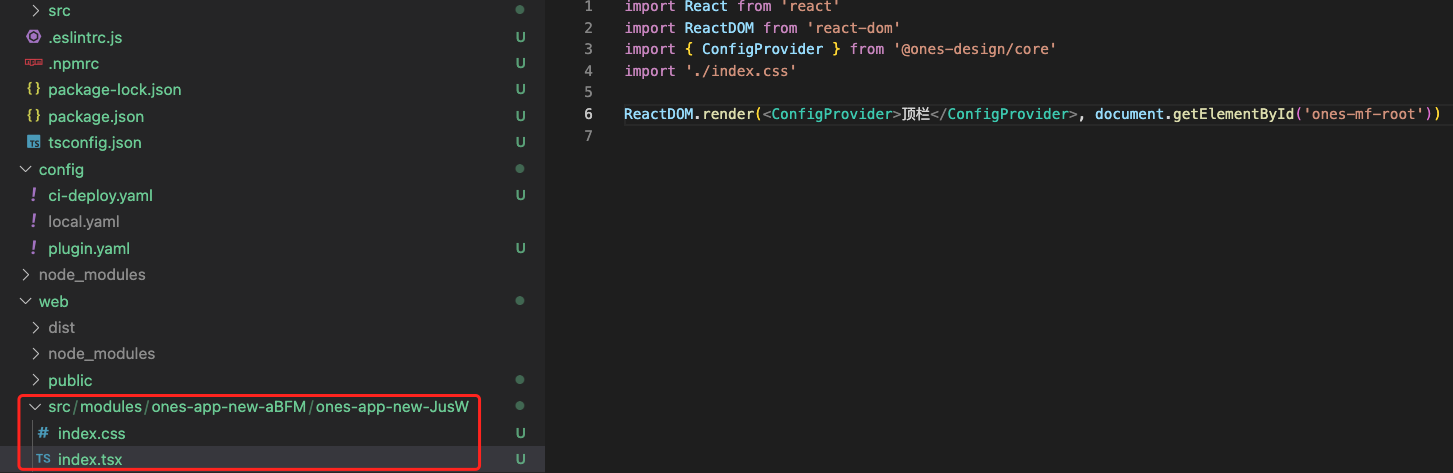 src
.eslintrc.js U
.npmrc U
{} package-lock.json U
{} package.json U
TS tsconfig.json U
config
! ci-deploy.yaml U
! local.yaml
! plugin.yaml U
node_modules
web
dist
node_modules
public
src/modules/ones-app-new-aBFM/ones-app-new-JusW
# index.css U
TS index.tsx U
1 import React from 'react'
2 import ReactDOM from 'react-dom'
3 import { ConfigProvider } from '@ones-design/core'
4 import './index.css'
5
6 ReactDOM.render(<ConfigProvider>顶栏</ConfigProvider>, document.getElementById('ones-mf-root'))
7